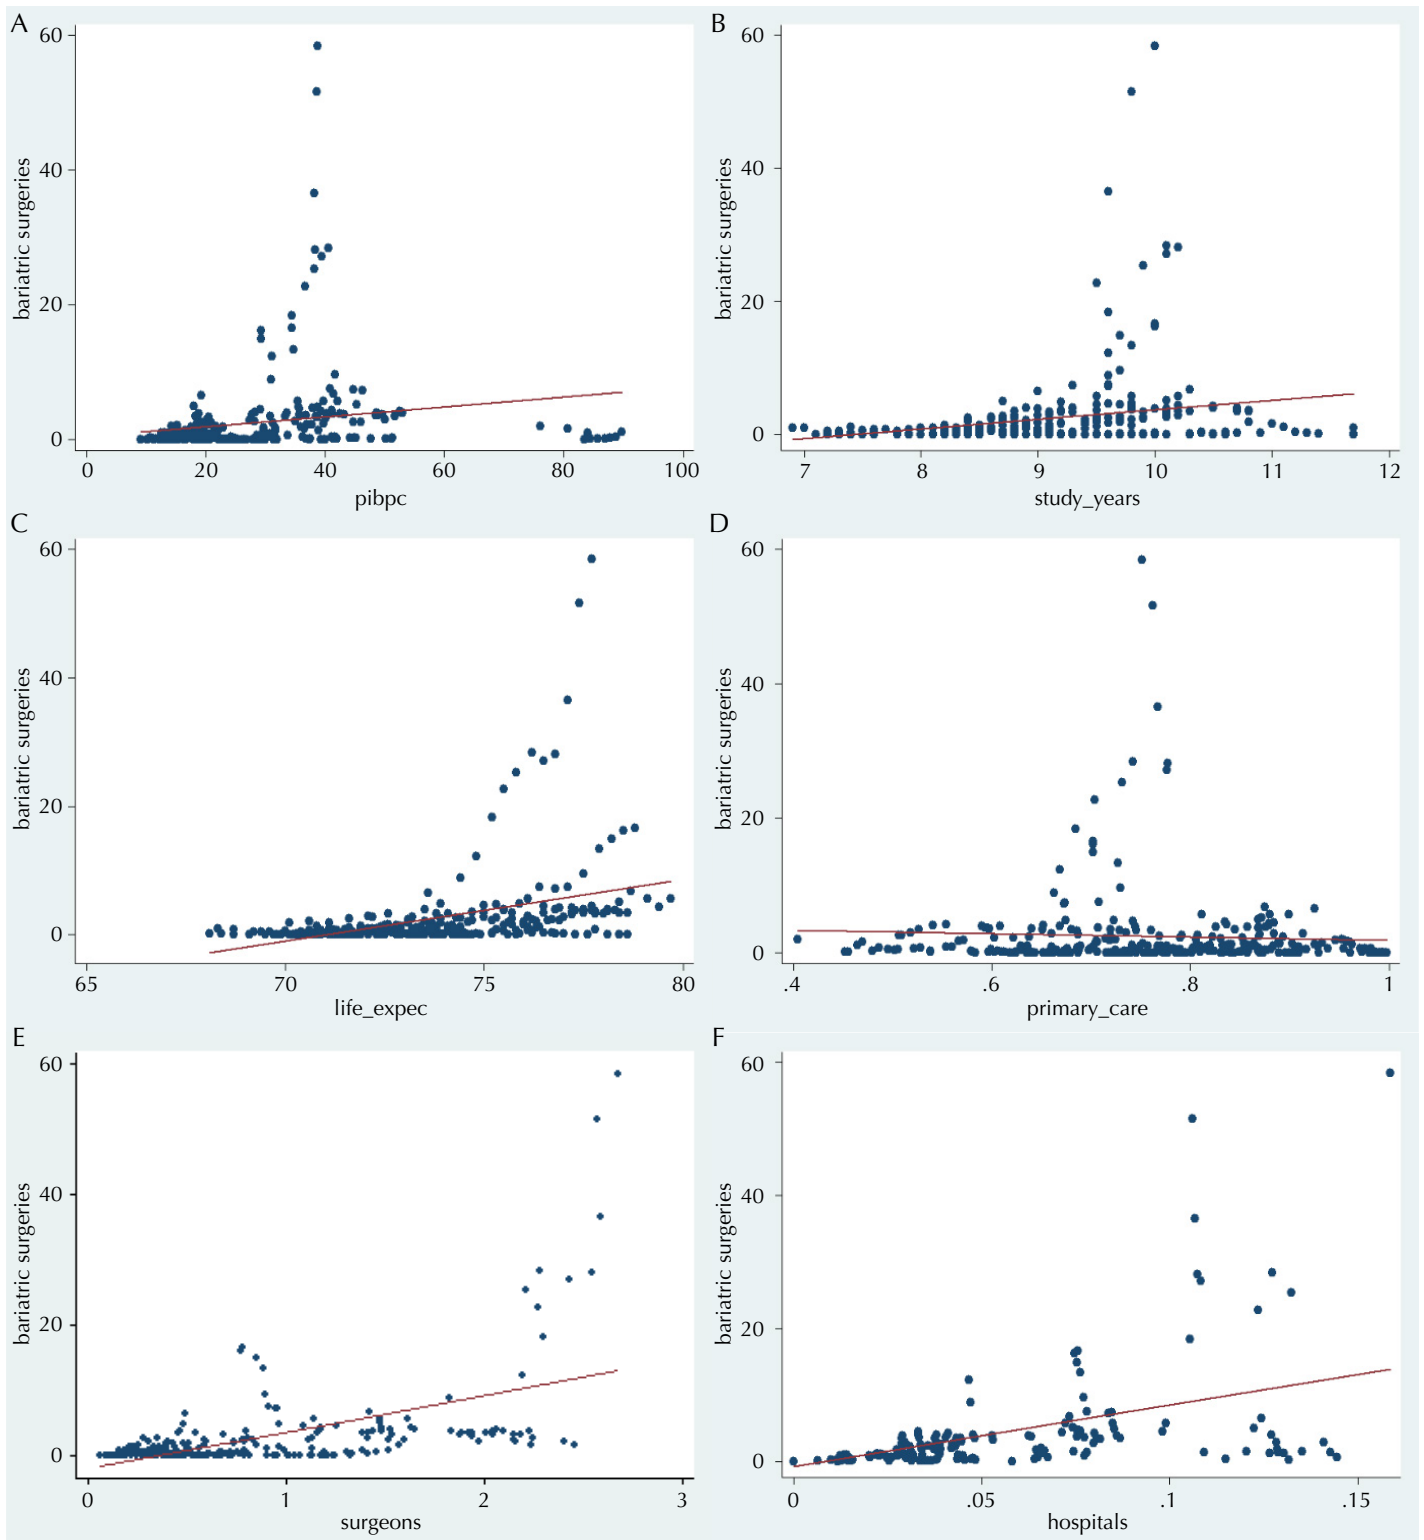 A
60
40
20
0
bariatric surgeries
0 20 40 60 80 100
pibpc
B
60
40
20
0
bariatric surgeries
7 8 9 10 11 12
study_years
C
60
40
20
0
bariatric surgeries
65 70 75 80
life_expec
D
60
40
20
0
bariatric surgeries
.4 .6 .8 1
primary_care
E
60
40
20
0
bariatric surgeries
0 1 2 3
surgeons
F
60
40
20
0
bariatric surgeries
0 .05 .1 .15
hospitals